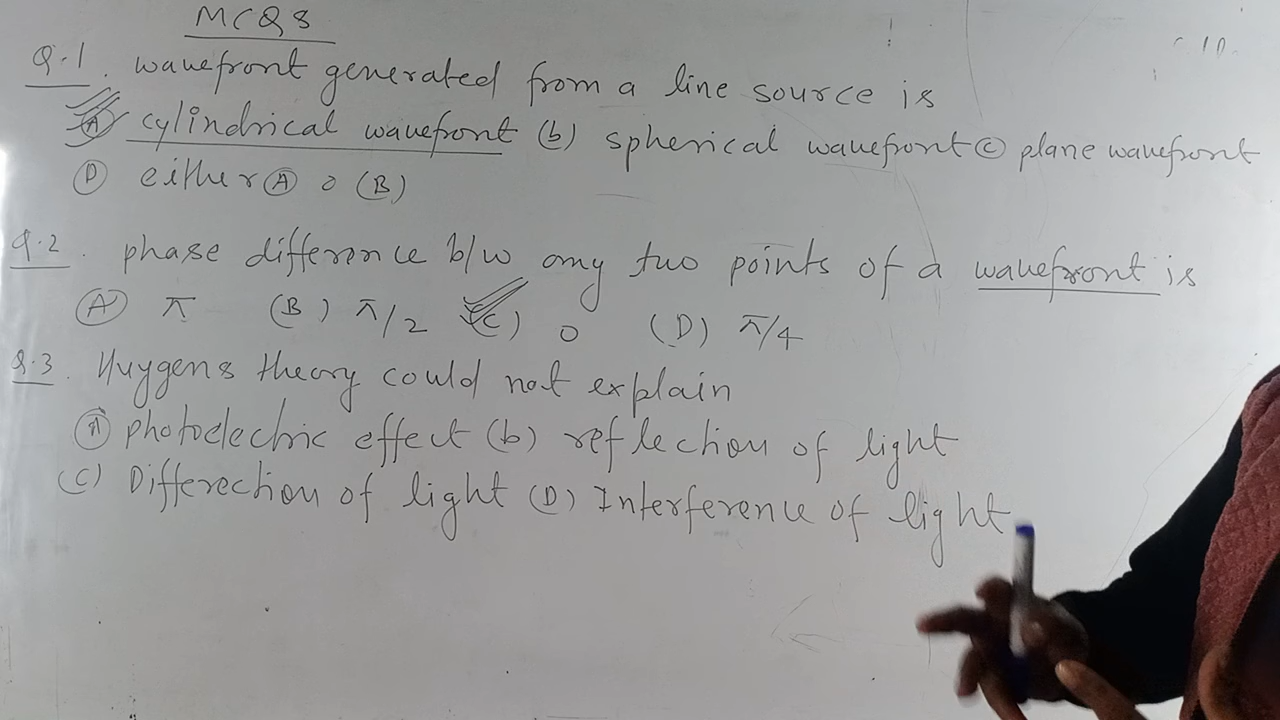 MCQS
Q.1. wavefront generated from a line source is
(A) cylindrical wavefront (b) spherical wavefront (c) plane wavefront
(D) either (A) o (B)
Q.2. phase difference b/w any two points of a wavefront is
(A) π (B) π/2 (C) 0 (D) π/4
Q.3. Huygens theory could not explain
(A) photoelectric effect (b) reflection of light
(C) Differection of light (D) Interference of light